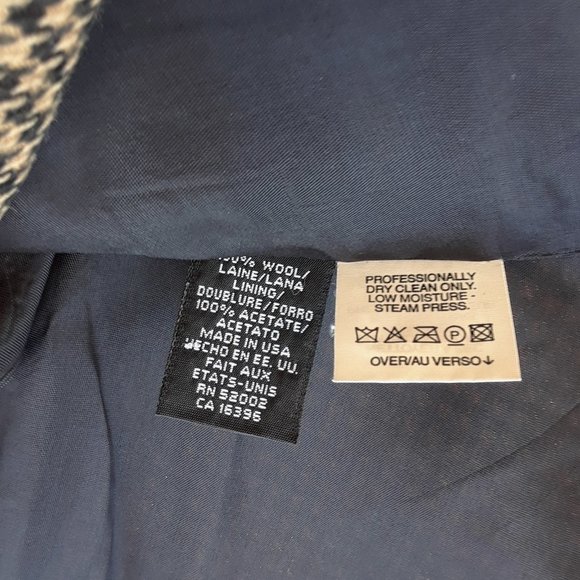 100% WOOL/
LAINE/LANA
LINING/
DOUBLURE/FORRO
100% ACETATE/
ACETATO
MADE IN USA
HECHO EN EE. UU.
FAIT AUX
ETATS-UNIS
RN 52002
CA 16396
PROFESSIONALLY
DRY CLEAN ONLY.
LOW MOISTURE -
STEAM PRESS.
P
OVER/AU VERSO↓